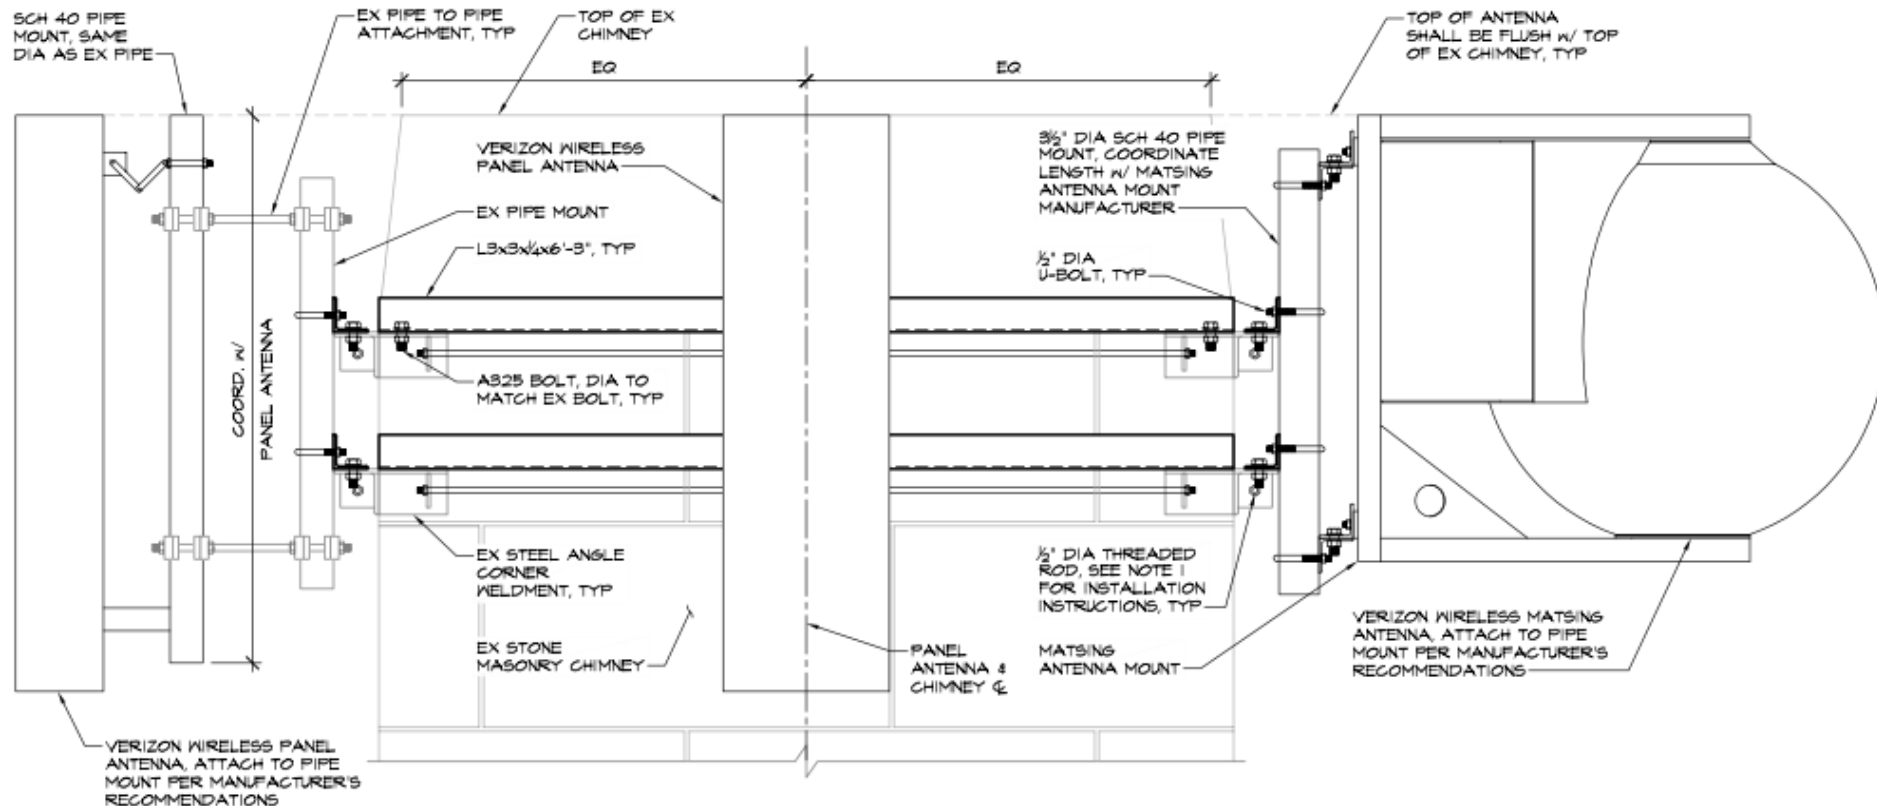 SCH 40 PIPE
MOUNT, SAME
DIA AS EX PIPE
EX PIPE TO PIPE
ATTACHMENT, TYP
TOP OF EX
CHIMNEY
EQ
EQ
TOP OF ANTENNA
SHALL BE FLUSH w/ TOP
OF EX CHIMNEY, TYP
VERIZON WIRELESS
PANEL ANTENNA
3½" DIA SCH 40 PIPE
MOUNT, COORDINATE
LENGTH w/ MATSING
ANTENNA MOUNT
MANUFACTURER
EX PIPE MOUNT
L3x3x¼x6'-3", TYP
½" DIA
U-BOLT, TYP
COORD. w/
PANEL ANTENNA
A325 BOLT, DIA TO
MATCH EX BOLT, TYP
EX STEEL ANGLE
CORNER
WELDMENT, TYP
½" DIA THREADED
ROD, SEE NOTE 1
FOR INSTALLATION
INSTRUCTIONS, TYP
EX STONE
MASONRY CHIMNEY
PANEL
ANTENNA &
CHIMNEY ℄
MATSING
ANTENNA MOUNT
VERIZON WIRELESS MATSING
ANTENNA, ATTACH TO PIPE
MOUNT PER MANUFACTURER'S
RECOMMENDATIONS
VERIZON WIRELESS PANEL
ANTENNA, ATTACH TO PIPE
MOUNT PER MANUFACTURER'S
RECOMMENDATIONS